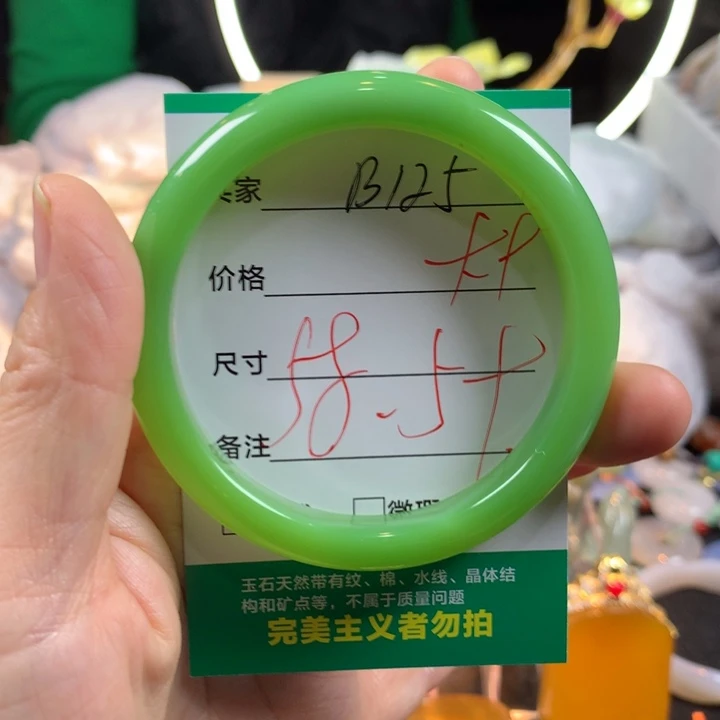 家 B125
价格
尺寸 58.5
备注
微瑕
玉石天然带有纹、棉、水线、晶体结
构和矿点等，不属于质量问题
完美主义者勿拍